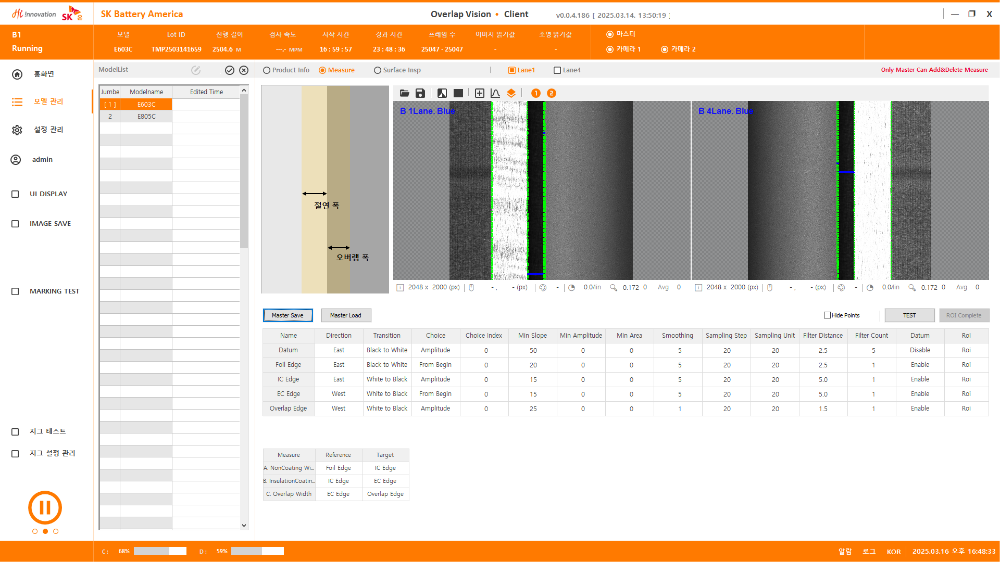 Hi !nnovation SK 온
SK Battery America
Overlap Vision • Client
v0.0.4.186 [ 2025.03.14. 13:50:19 ]
X
B1
Running
모델
E603C
Lot ID
TMP2503141659
진행 길이
2504.6 M
검사 속도
---.- MPM
시작 시간
16 : 59 : 57
경과 시간
23 : 48 : 36
프레임 수
25047 · 25047
이미지 밝기값
-
조명 밝기값
-
마스터
카메라 1
카메라 2
홈화면
모델 관리
설정 관리
admin
UI DISPLAY
IMAGE SAVE
MARKING TEST
지그 테스트
지그 설정 관리
ModelList
Modelname Edited Time
[ 1 ] E603C
2 E805C
Product Info Measure Surface Insp
Lane1 Lane4
Only Master Can Add&Delete Measure
절연 폭
오버랩 폭
1 2
B 1Lane. Blue
B 4Lane. Blue
2048 x 2000 (px) - , - (px) - 0.0 0.172 0 Avg 0
2048 x 2000 (px) - , - (px) - 0.0 0.172 0 Avg 0
Master Save Master Load
Hide Points TEST ROI Complete
Name Direction Transition Choice Choice Index Min Slope Min Amplitude Min Area Smoothing Sampling Step Sampling Unit Filter Distance Filter Count Datum Roi
Datum East Black to White Amplitude 0 50 0 0 5 20 20 2.5 5 Disable Roi
Foil Edge East Black to White From Begin 0 20 0 0 5 20 20 2.5 1 Enable Roi
IC Edge East White to Black Amplitude 0 15 0 0 5 20 20 5.0 1 Enable Roi
EC Edge West White to Black From Begin 0 15 0 0 5 20 20 5.0 1 Enable Roi
Overlap Edge West White to Black Amplitude 0 25 0 0 1 20 20 1.5 1 Enable Roi
Measure Reference Target
A. NonCoating Wi... Foil Edge IC Edge
B. InsulationCoatin... IC Edge EC Edge
C. Overlap Width EC Edge Overlap Edge
C : 68% D : 59%
알람 로그 KOR 2025.03.16 오후 16:48:33